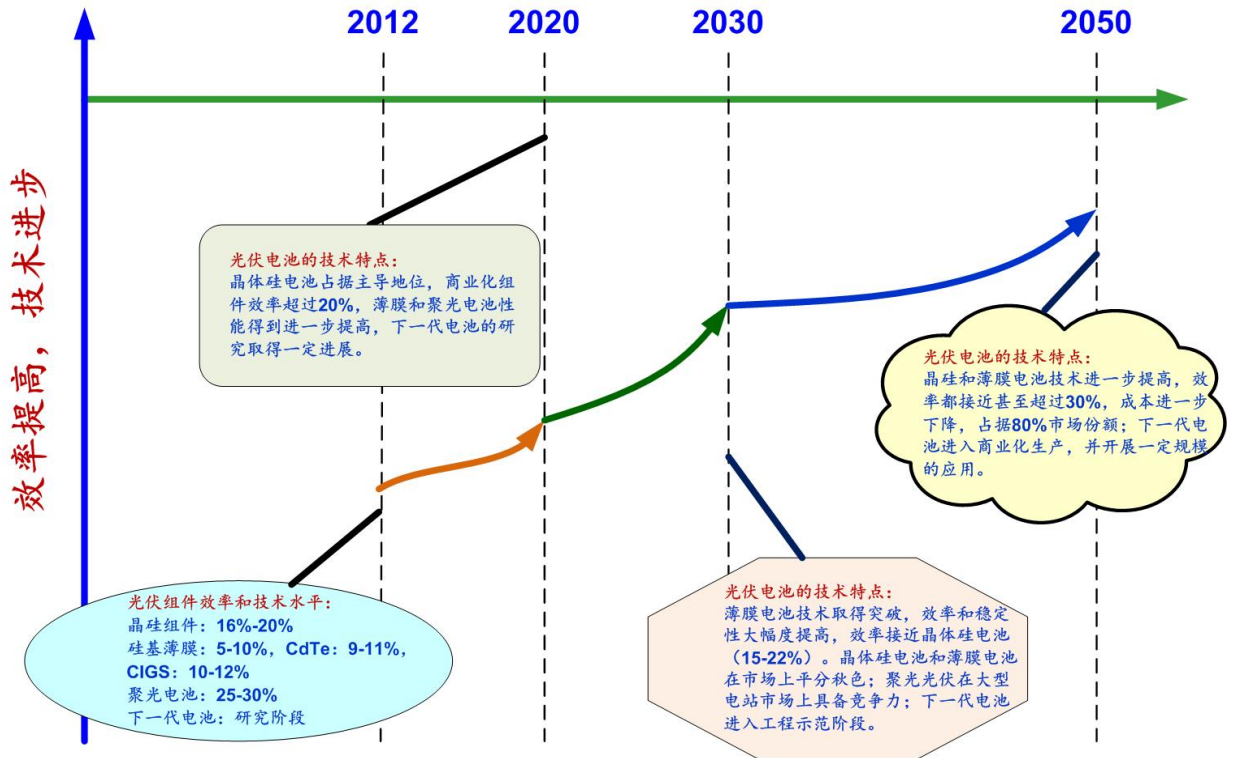 2012
2020
2030
2050
效率提高，技术进步
光伏电池的技术特点：
晶体硅电池占据主导地位，商业化组
件效率超过20%，薄膜和聚光电池性
能得到进一步提高，下一代电池的研
究取得一定进展。
光伏电池的技术特点：
晶硅和薄膜电池技术进一步提高，效
率都接近甚至超过30%，成本进一步
下降，占据80%市场份额；下一代电
池进入商业化生产，并开展一定规模
的应用。
光伏组件效率和技术水平：
晶硅组件：16%-20%
硅基薄膜：5-10%，CdTe：9-11%，
CIGS：10-12%
聚光电池：25-30%
下一代电池：研究阶段
光伏电池的技术特点：
薄膜电池技术取得突破，效率和稳定
性大幅度提高，效率接近晶体硅电池
（15-22%）。晶体硅电池和薄膜电池
在市场上平分秋色；聚光光伏在大型
电站市场上具备竞争力；下一代电池
进入工程示范阶段。